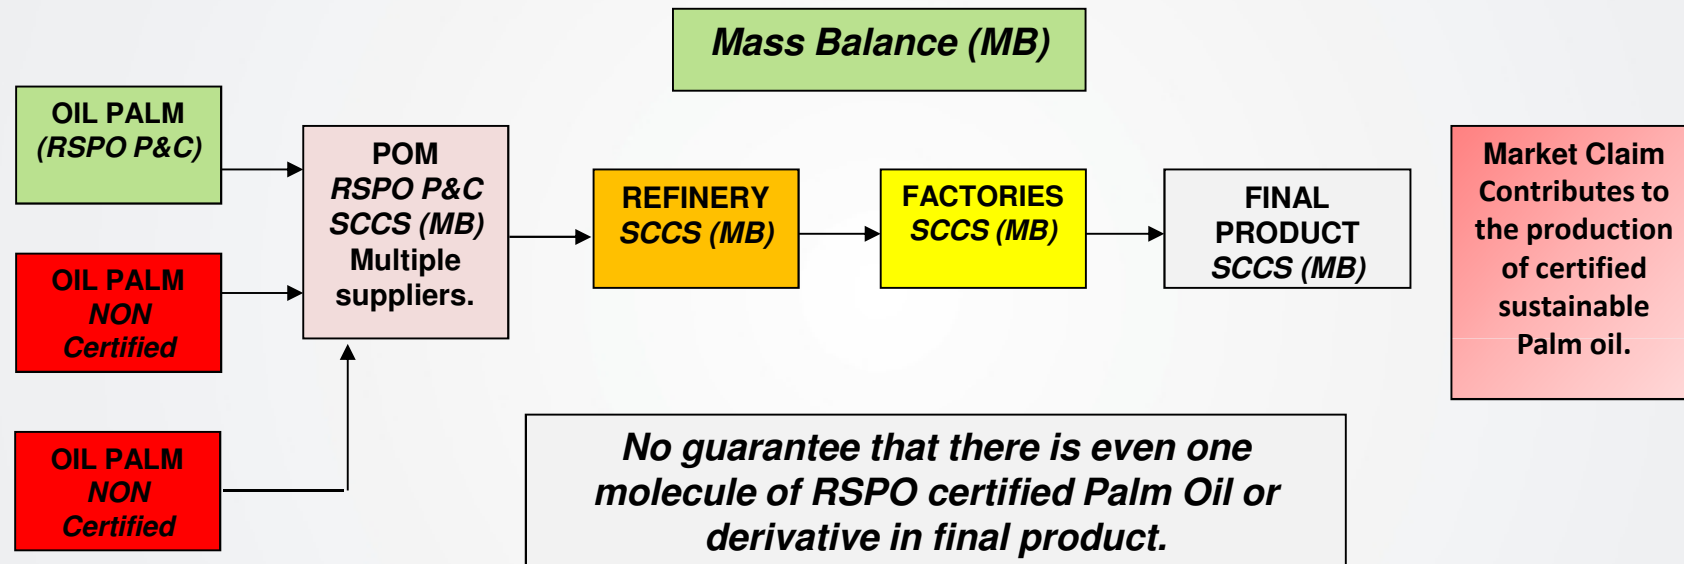 Mass Balance (MB)
OIL PALM
(RSPO P&C)
OIL PALM
NON
Certified
OIL PALM
NON
Certified
POM
RSPO P&C
SCCS (MB)
Multiple
suppliers.
REFINERY
SCCS (MB)
FACTORIES
SCCS (MB)
FINAL
PRODUCT
SCCS (MB)
Market Claim
Contributes to
the production
of certified
sustainable
Palm oil.
No guarantee that there is even one
molecule of RSPO certified Palm Oil or
derivative in final product.